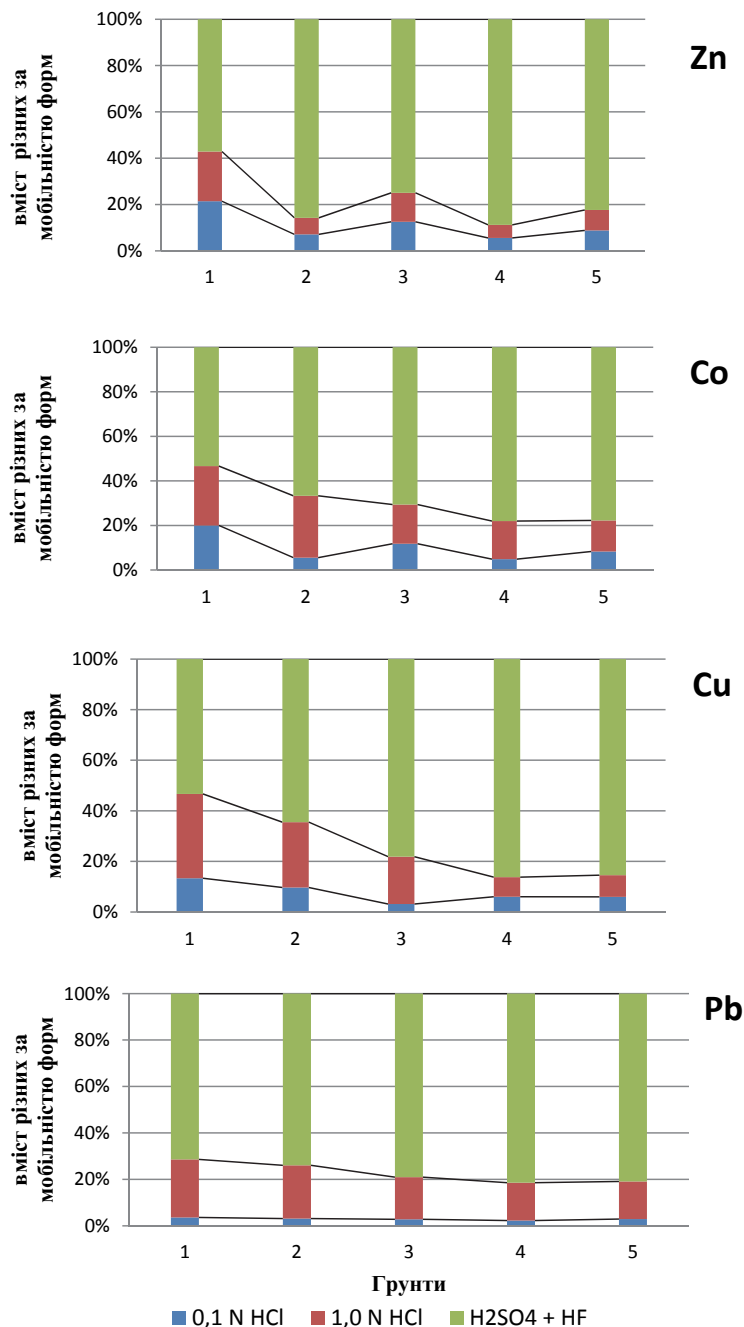 Zn
вміст різних за
мобільністю форм
100%
80%
60%
40%
20%
0%
1 2 3 4 5
Co
вміст різних за
мобільністю форм
100%
80%
60%
40%
20%
0%
1 2 3 4 5
Cu
вміст різних за
мобільністю форм
100%
80%
60%
40%
20%
0%
1 2 3 4 5
Pb
вміст різних за
мобільністю форм
100%
80%
60%
40%
20%
0%
1 2 3 4 5
Грунти
0,1 N HCl 1,0 N HCl H2SO4 + HF